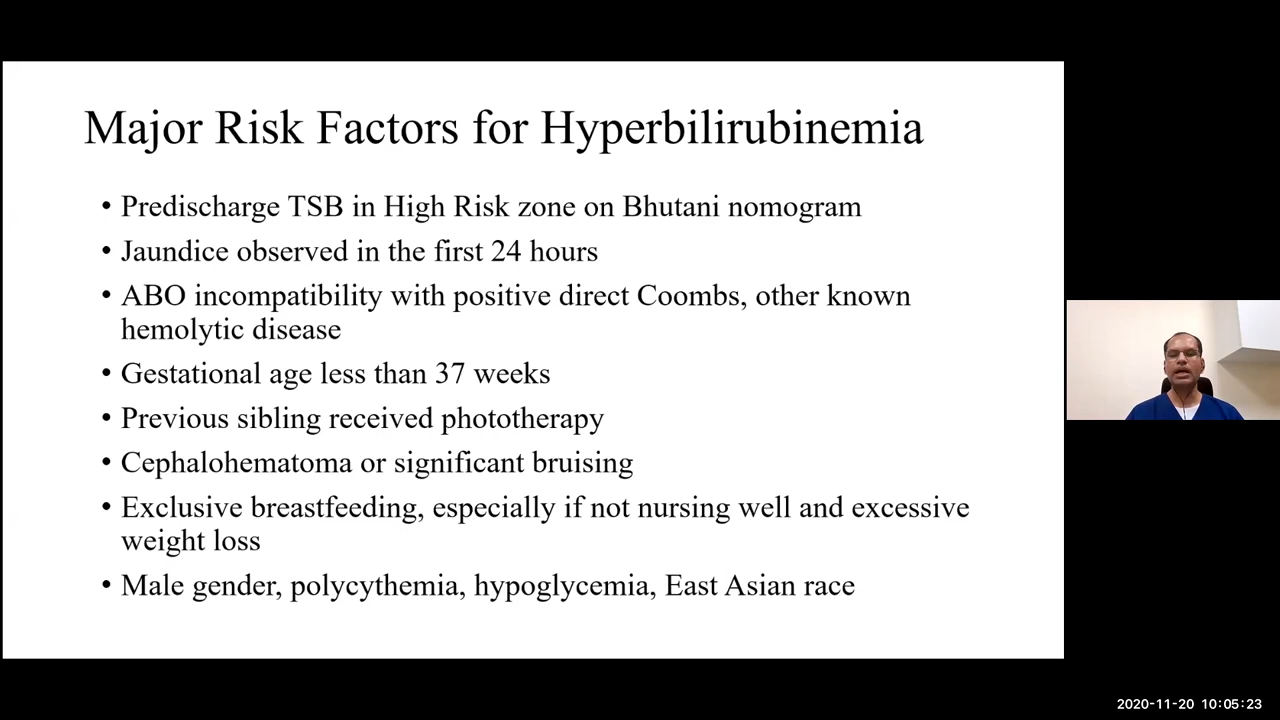 Major Risk Factors for Hyperbilirubinemia
• Predischarge TSB in High Risk zone on Bhutani nomogram
• Jaundice observed in the first 24 hours
• ABO incompatibility with positive direct Coombs, other known
hemolytic disease
• Gestational age less than 37 weeks
• Previous sibling received phototherapy
• Cephalohematoma or significant bruising
• Exclusive breastfeeding, especially if not nursing well and excessive
weight loss
• Male gender, polycythemia, hypoglycemia, East Asian race
2020-11-20 10:05:23